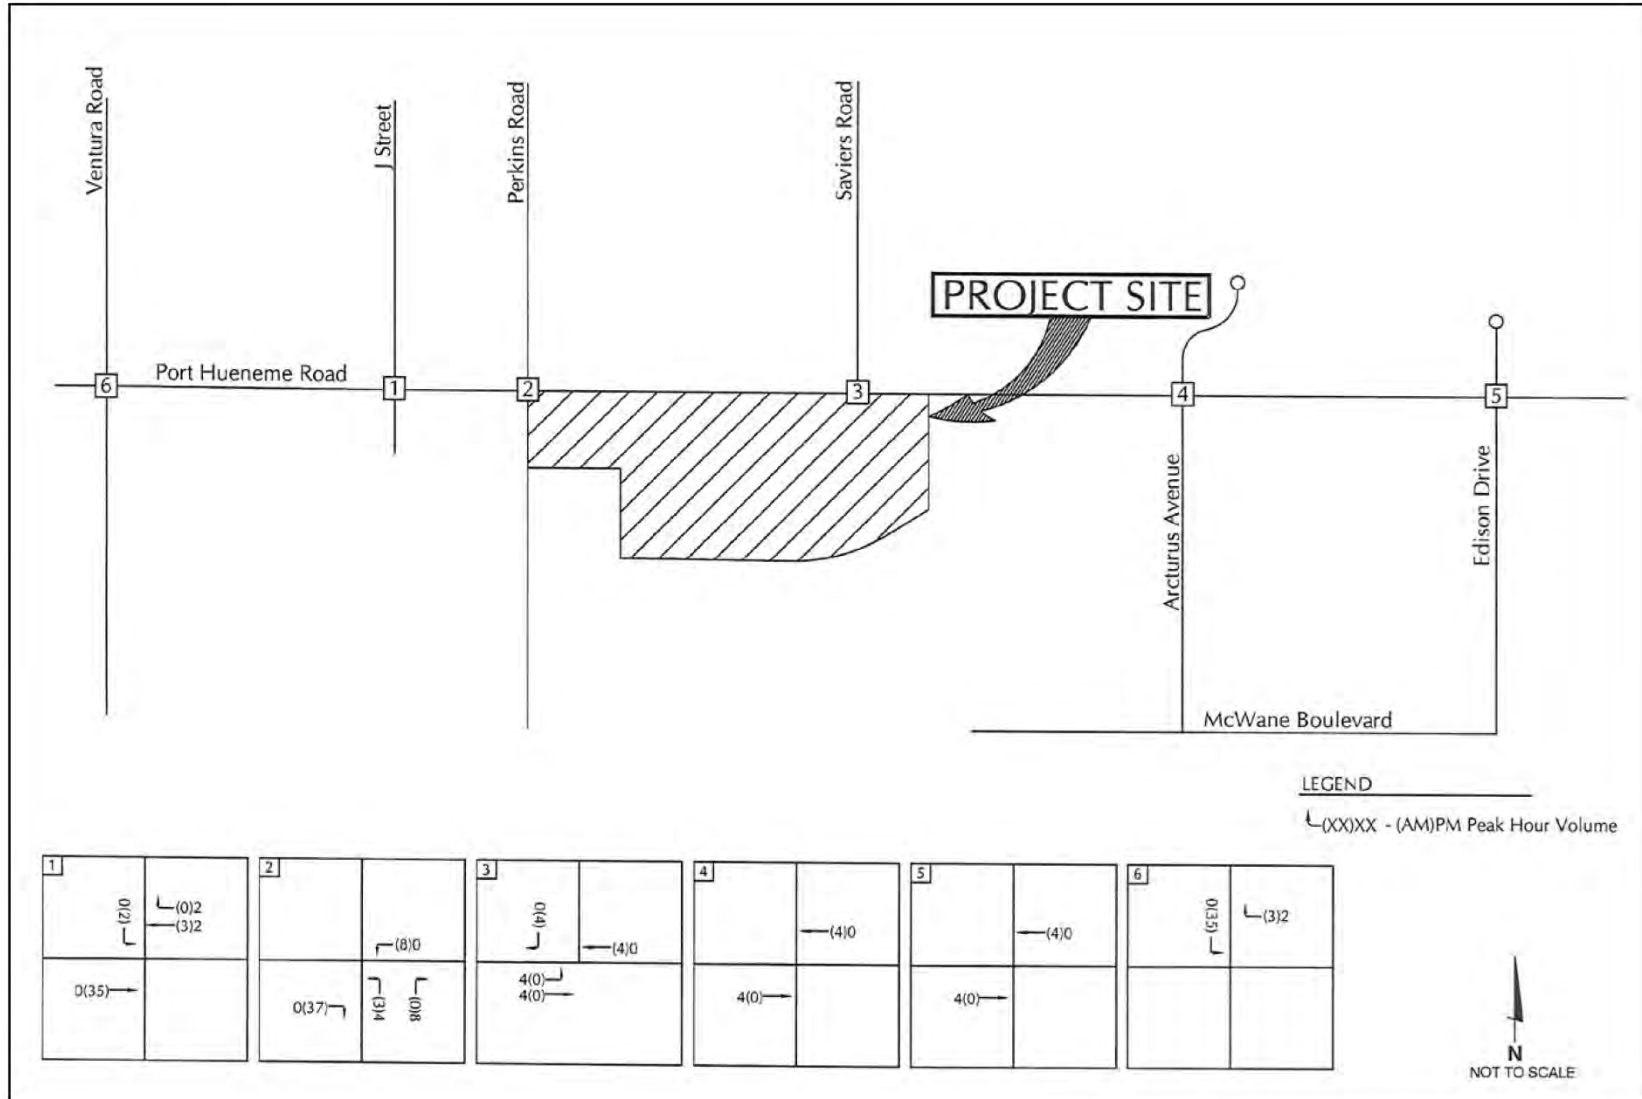 Ventura Road
J Street
Perkins Road
Saviers Road
PROJECT SITE
Port Hueneme Road
6
1
2
3
4
5
Arcturus Avenue
Edison Drive
McWane Boulevard
LEGEND
(XX)XX - (AM)PM Peak Hour Volume
1
0(2)
(0)2
(3)2
0(35)
2
(8)0
0(37)
(3)4
(0)8
3
0(4)
(4)0
4(0)
4(0)
4
(4)0
4(0)
5
(4)0
4(0)
6
0(35)
(3)2
N
NOT TO SCALE